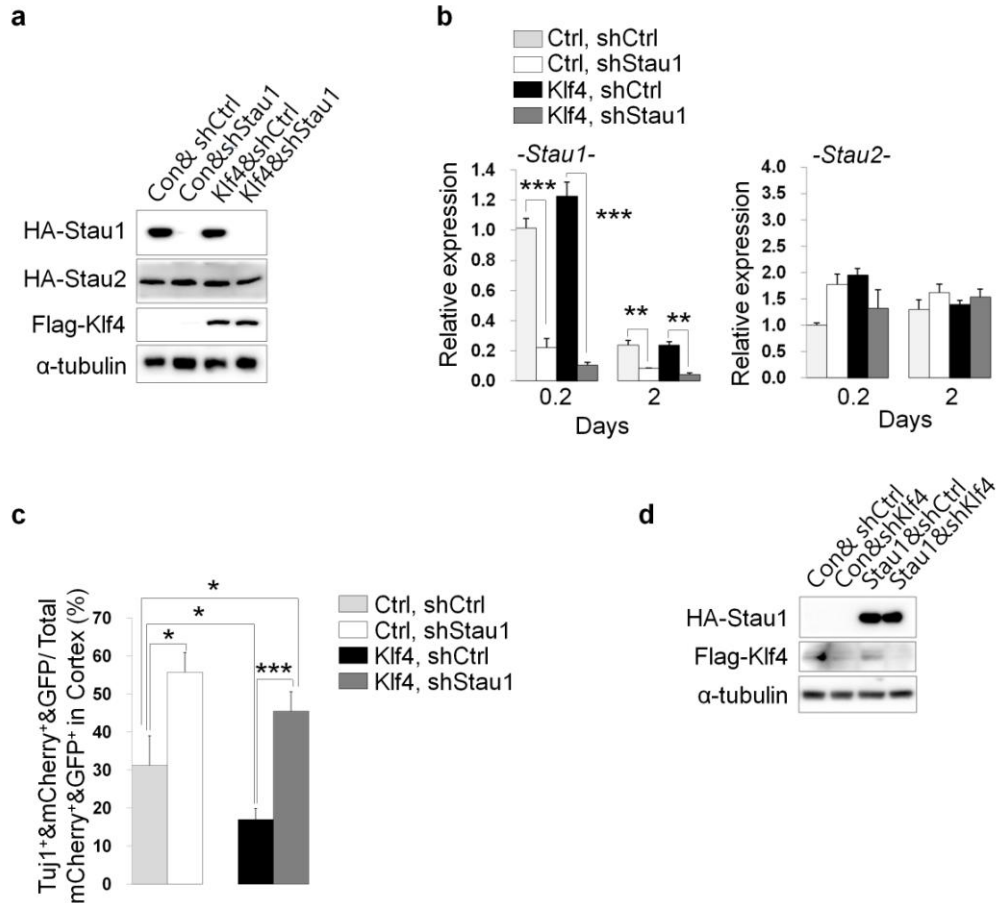 a
Con& shCtrl
Con&shStau1
Klf4&shCtrl
Klf4&shStau1
HA-Stau1
HA-Stau2
Flag-Klf4
α-tubulin
b
Ctrl, shCtrl
Ctrl, shStau1
Klf4, shCtrl
Klf4, shStau1
-Stau1-
Relative expression
1.4
1.2
1.0
0.8
0.6
0.4
0.2
0.0
***
***
**
**
0.2
2
Days
-Stau2-
Relative expression
4.0
3.5
3.0
2.5
2.0
1.5
1.0
0.5
0.0
0.2
2
Days
c
Tuj1⁺&mCherry⁺&GFP/ Total
mCherry⁺&GFP⁺ in Cortex (%)
70
60
50
40
30
20
10
0
*
*
*
***
Ctrl, shCtrl
Ctrl, shStau1
Klf4, shCtrl
Klf4, shStau1
d
Con& shCtrl
Con&shKlf4
Stau1&shCtrl
Stau1&shKlf4
HA-Stau1
Flag-Klf4
α-tubulin